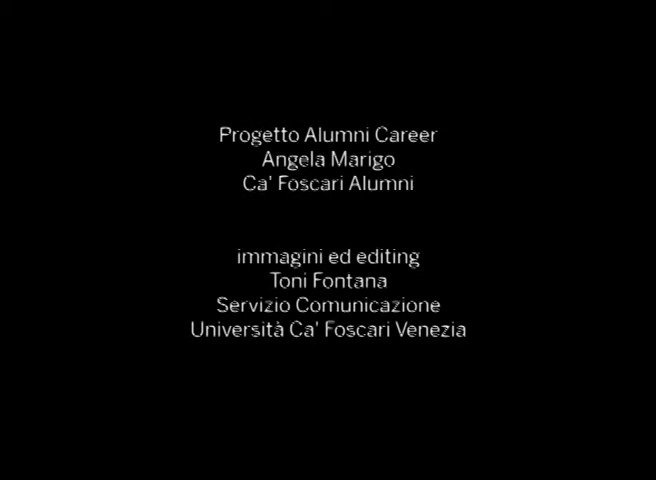 Progetto Alumni Career
Angela Marigo
Ca' Foscari Alumni
immagini ed editing
Toni Fontana
Servizio Comunicazione
Università Ca' Foscari Venezia